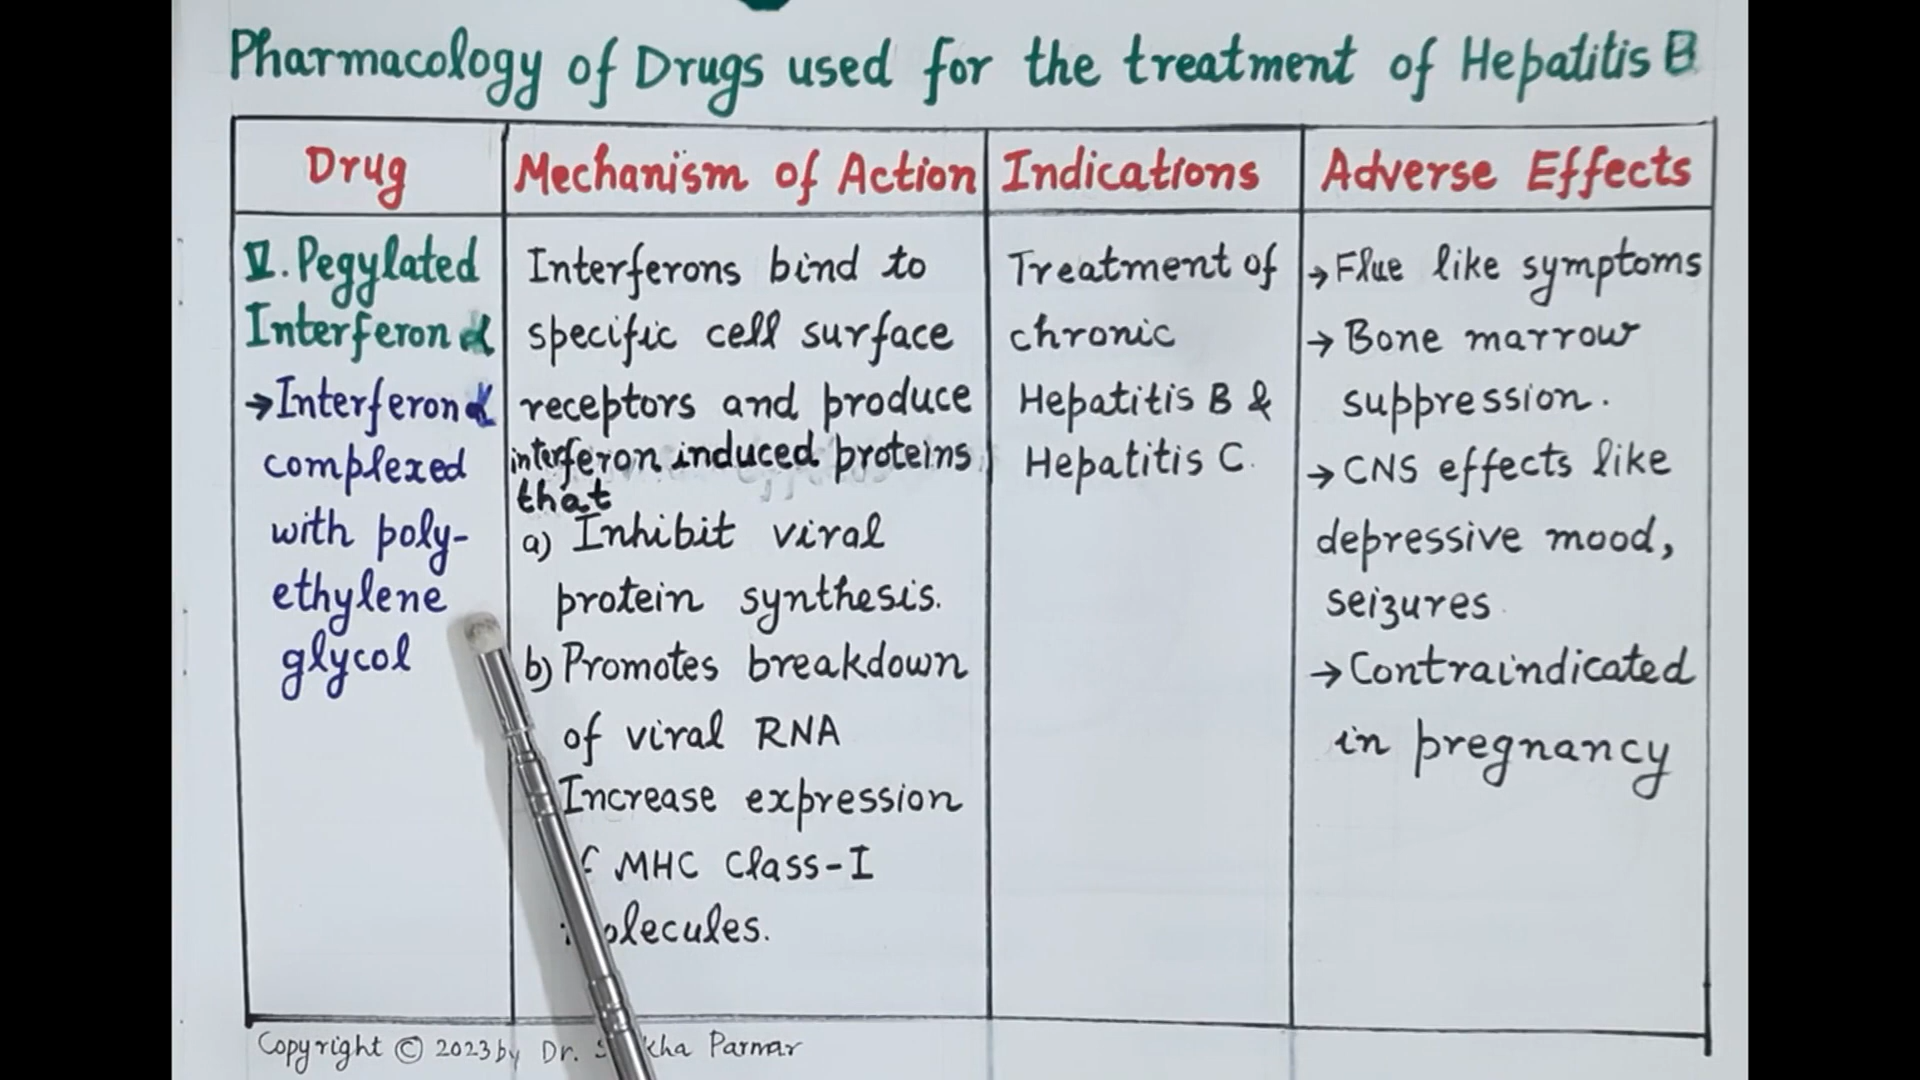 Pharmacology of Drugs used for the treatment of Hepatitis B
Drug
Mechanism of Action
Indications
Adverse Effects
V. Pegylated
Interferon α
→Interferon α
complexed
with poly-
ethylene
glycol
Interferons bind to
specific cell surface
receptors and produce
interferon induced proteins
that
a) Inhibit viral
protein synthesis.
b) Promotes breakdown
of viral RNA
Increase expression
MHC Class-I
Treatment of
chronic
Hepatitis B &
Hepatitis C.
→Flue like symptoms
→ Bone marrow
suppression.
→ CNS effects like
depressive mood,
seizures
→Contraindicated
in pregnancy
Copyright © 2023 by Dr. Parmar